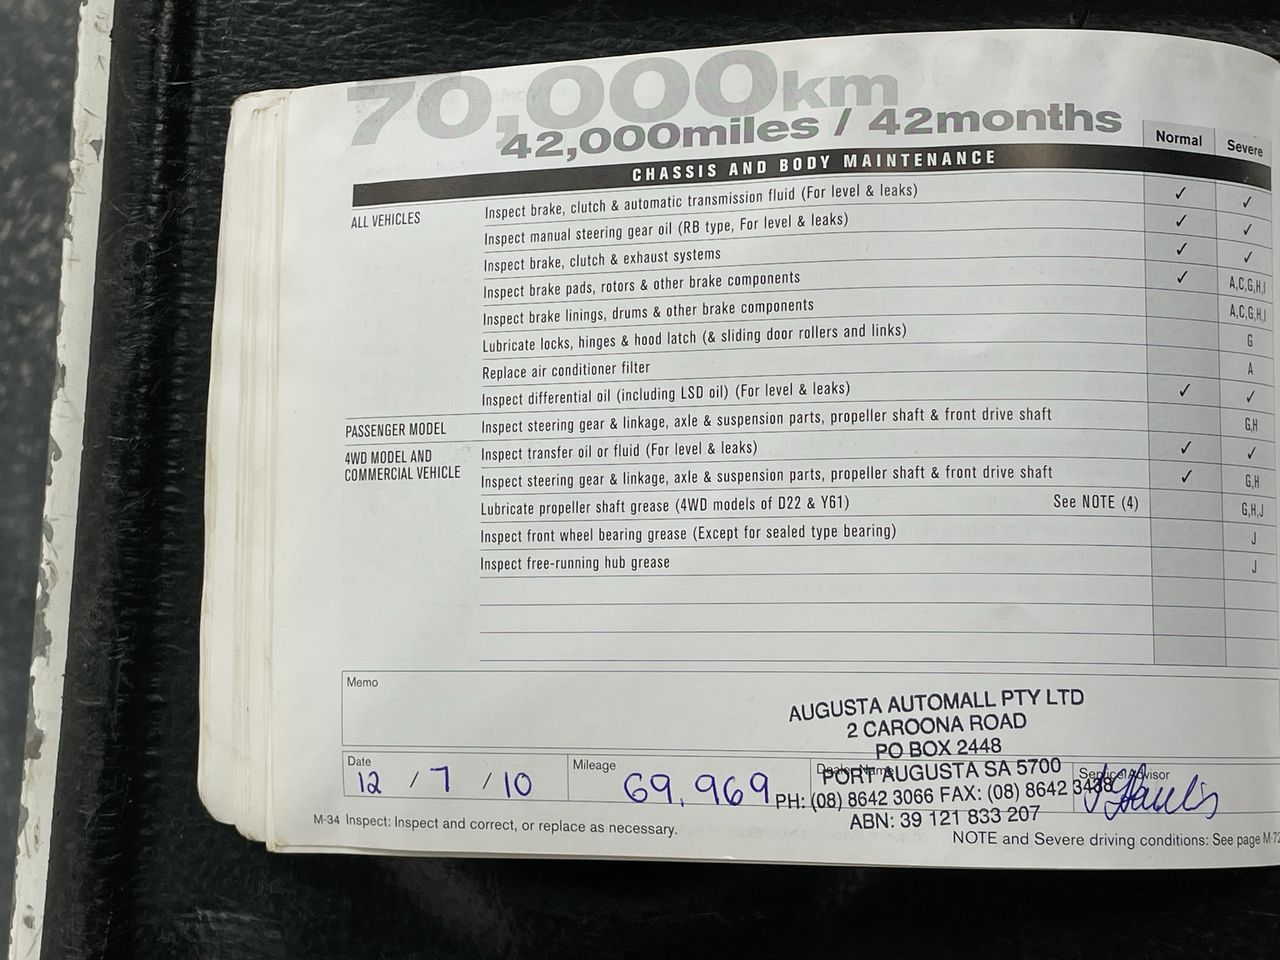 70,000km
42,000miles / 42months
Normal
Severe
CHASSIS AND BODY MAINTENANCE
ALL VEHICLES
Inspect brake, clutch & automatic transmission fluid (For level & leaks) ✓ ✓
Inspect manual steering gear oil (RB type, For level & leaks) ✓ ✓
Inspect brake, clutch & exhaust systems ✓ ✓
Inspect brake pads, rotors & other brake components ✓ A,C,G,H,I
Inspect brake linings, drums & other brake components A,C,G,H,I
Lubricate locks, hinges & hood latch (& sliding door rollers and links) G
Replace air conditioner filter A
Inspect differential oil (including LSD oil) (For level & leaks) ✓ ✓
PASSENGER MODEL Inspect steering gear & linkage, axle & suspension parts, propeller shaft & front drive shaft G,H
4WD MODEL AND
COMMERCIAL VEHICLE
Inspect transfer oil or fluid (For level & leaks) ✓ ✓
Inspect steering gear & linkage, axle & suspension parts, propeller shaft & front drive shaft ✓ G,H
Lubricate propeller shaft grease (4WD models of D22 & Y61) See NOTE (4) G,H,J
Inspect front wheel bearing grease (Except for sealed type bearing) J
Inspect free-running hub grease J
Memo
AUGUSTA AUTOMALL PTY LTD
2 CAROONA ROAD
PO BOX 2448
PORT AUGUSTA SA 5700
PH: (08) 8642 3066 FAX: (08) 8642 3438
ABN: 39 121 833 207
Date
12 / 7 / 10
Mileage
69,969
Dealer Name
Service Advisor
M-34 Inspect: Inspect and correct, or replace as necessary.
NOTE and Severe driving conditions: See page M-72